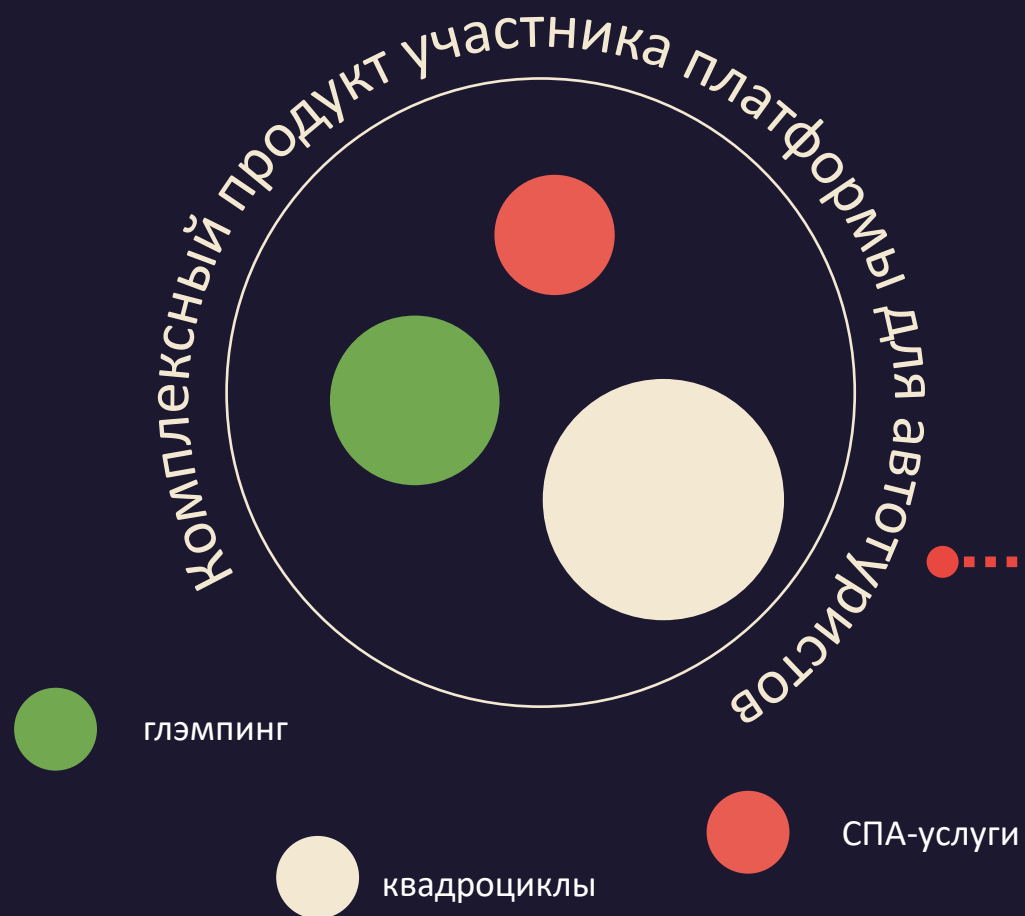 Комплексный продукт участника платформы для автотуристов
глэмпинг
СПА-услуги
квадроциклы